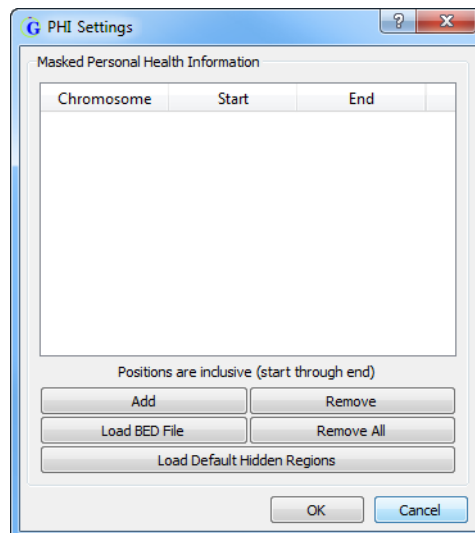 G PHI Settings ? X
Masked Personal Health Information
Chromosome Start End
Positions are inclusive (start through end)
Add Remove
Load BED File Remove All
Load Default Hidden Regions
OK Cancel